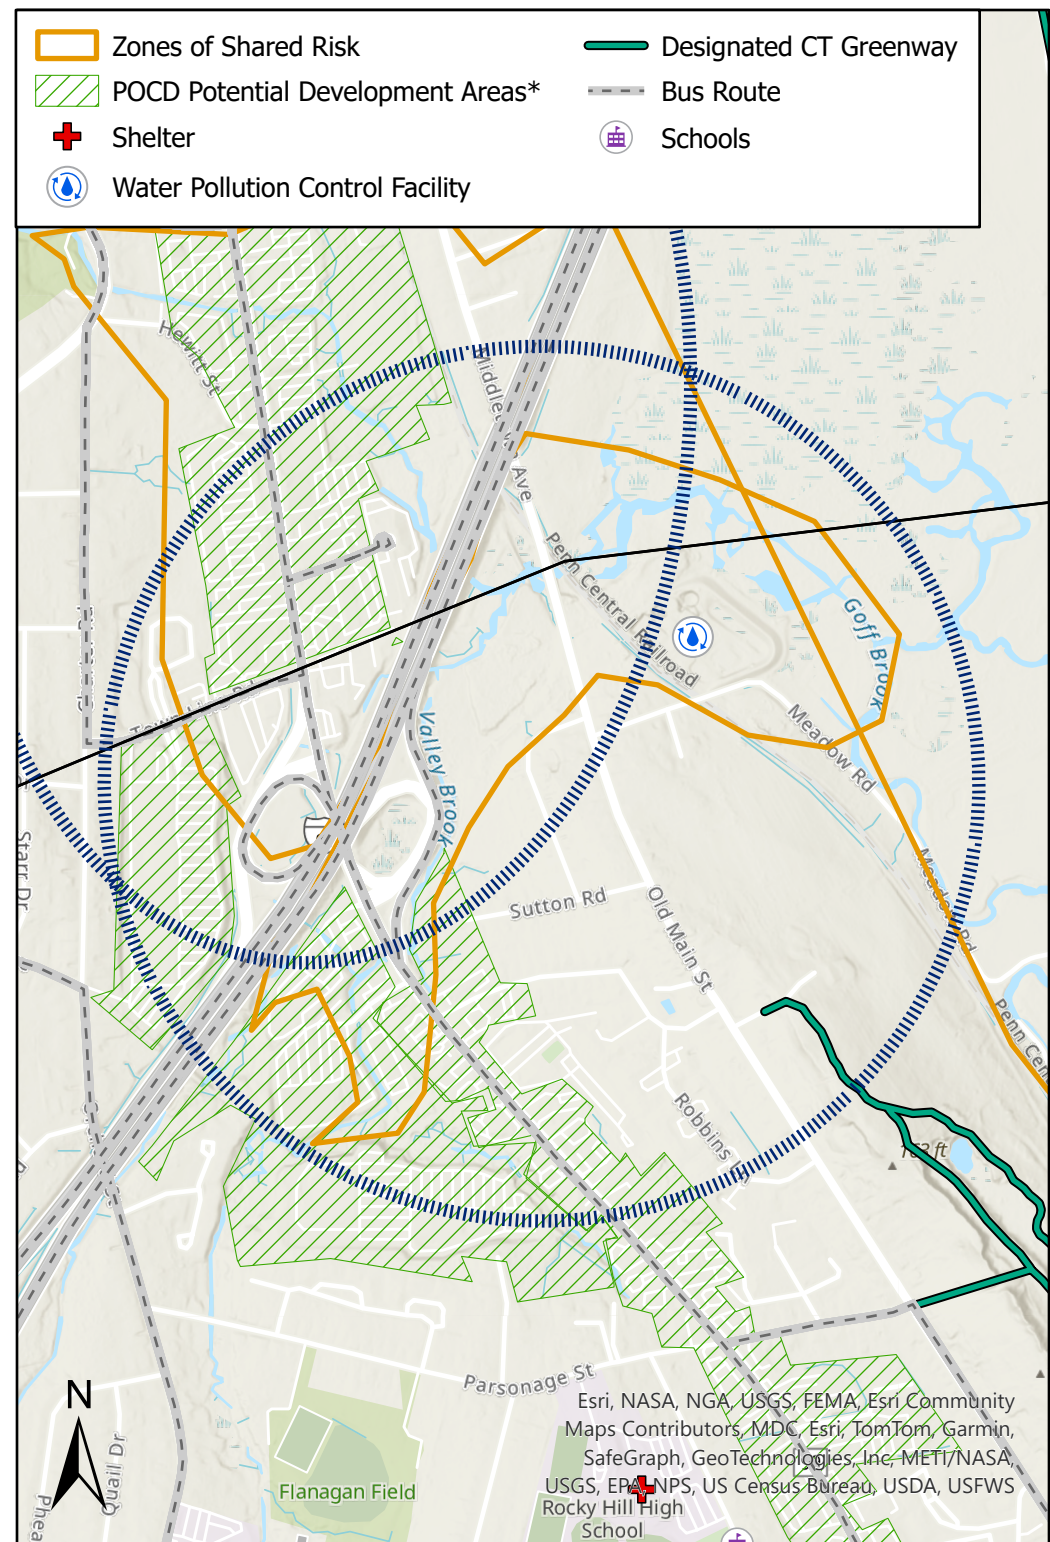 Zones of Shared Risk
Designated CT Greenway
POCD Potential Development Areas*
Bus Route
Shelter
Schools
Water Pollution Control Facility
Hewitt St
Ave
Penn Central Railroad
Goff Brook
Meadow Rd
Valley Brook
Starr Dr
Sutton Rd
Old Main St
Meadow Rd
Penn Cen
Robbins Ln
163 ft
Parsonage St
N
Quail Dr
Phea
Flanagan Field
Esri, NASA, NGA, USGS, FEMA, Esri Community
Maps Contributors, MDC, Esri, TomTom, Garmin,
SafeGraph, GeoTechnologies, Inc, METI/NASA,
USGS, EPA, NPS, US Census Bureau, USDA, USFWS
Rocky Hill High
School